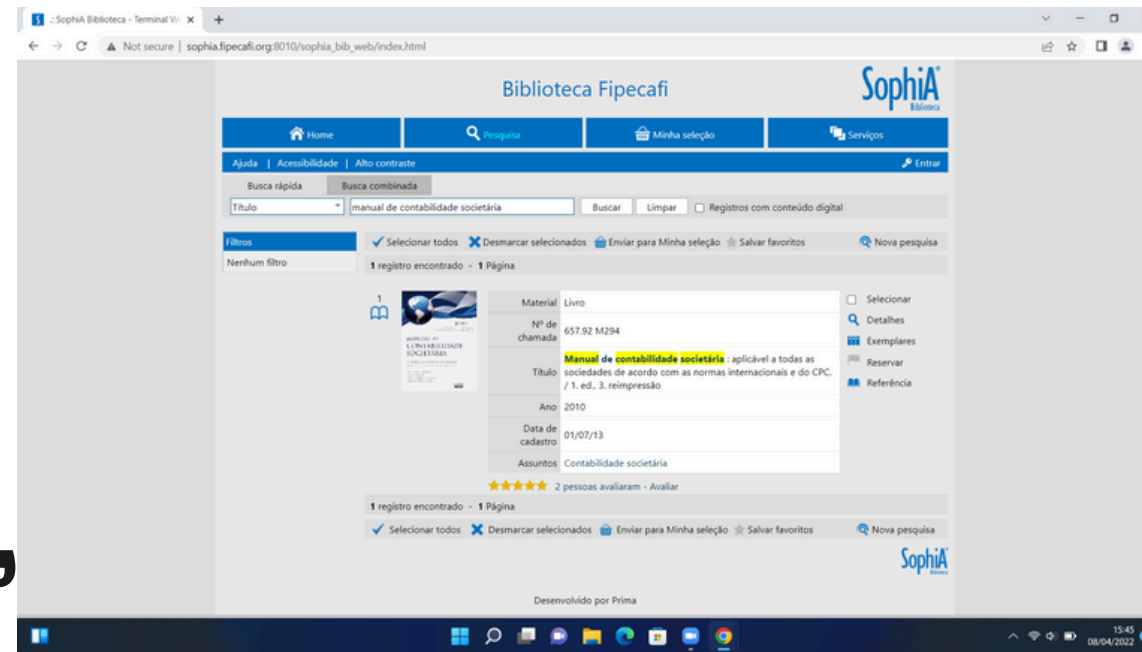 .: SophiA Biblioteca - Terminal W
Not secure | sophia.fipecafi.org:8010/sophia_bib_web/index.html
Biblioteca Fipecafi
SophiA
Biblioteca
Home Pesquisa Minha seleção Serviços
Ajuda | Acessibilidade | Alto contraste Entrar
Busca rápida Busca combinada
Título manual de contabilidade societária Buscar Limpar Registros com conteúdo digital
Filtros
Nenhum filtro
Selecionar todos Desmarcar selecionados Enviar para Minha seleção Salvar favoritos Nova pesquisa
1 registro encontrado - 1 Página
1
MANUAL DE
CONTABILIDADE
SOCIETÁRIA
Material Livro
Nº de chamada 657.92 M294
Título Manual de contabilidade societária : aplicável a todas as
sociedades de acordo com as normas internacionais e do CPC.
/ 1. ed., 3. reimpressão
Ano 2010
Data de cadastro 01/07/13
Assuntos Contabilidade societária
Selecionar
Detalhes
Exemplares
Reservar
Referência
2 pessoas avaliaram - Avaliar
1 registro encontrado - 1 Página
Selecionar todos Desmarcar selecionados Enviar para Minha seleção Salvar favoritos Nova pesquisa
SophiA
Biblioteca
Desenvolvido por Prima
15:45
08/04/2022